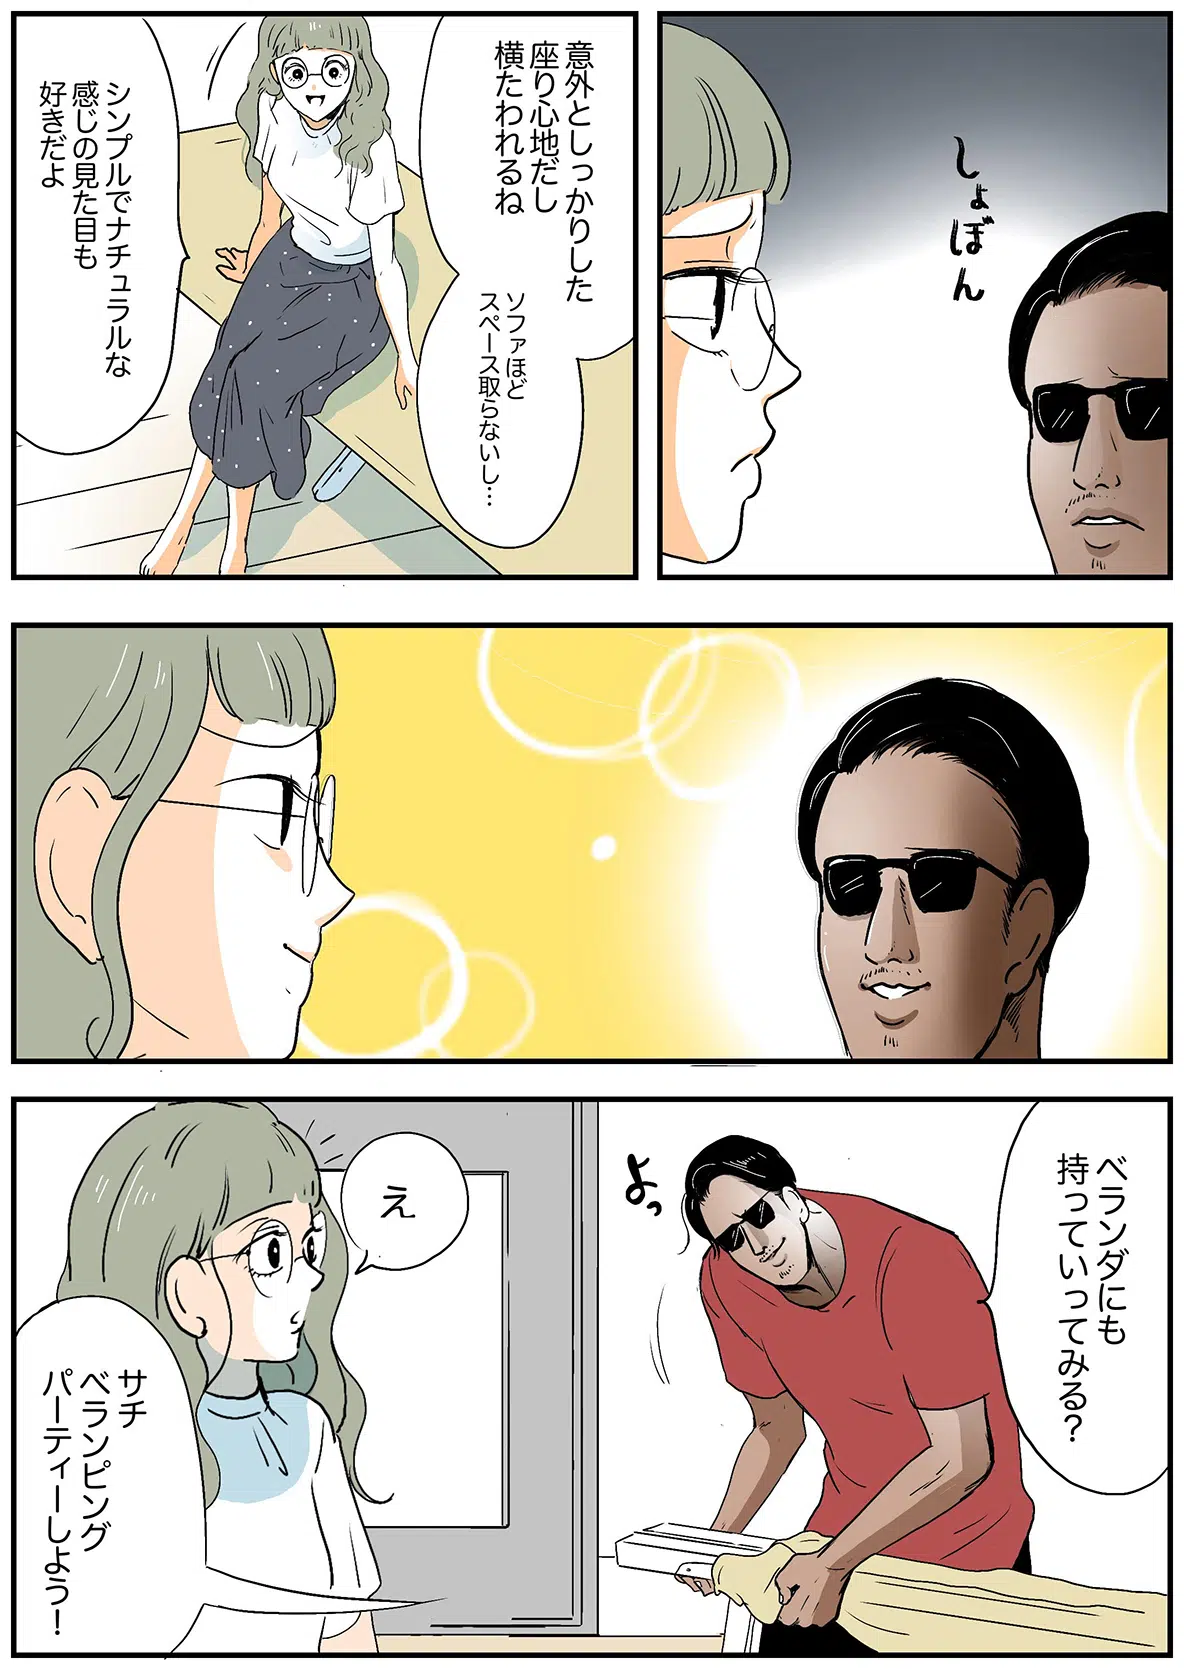 しょぼん
意外としっかりした
座り心地だし
横たわれるね
ソファほど
スペース取らないし…
シンプルでナチュラルな
感じの見た目も
好きだよ
ベランダにも
持っていってみる？
よっ
え
サチ
ベランピング
パーティーしよう！